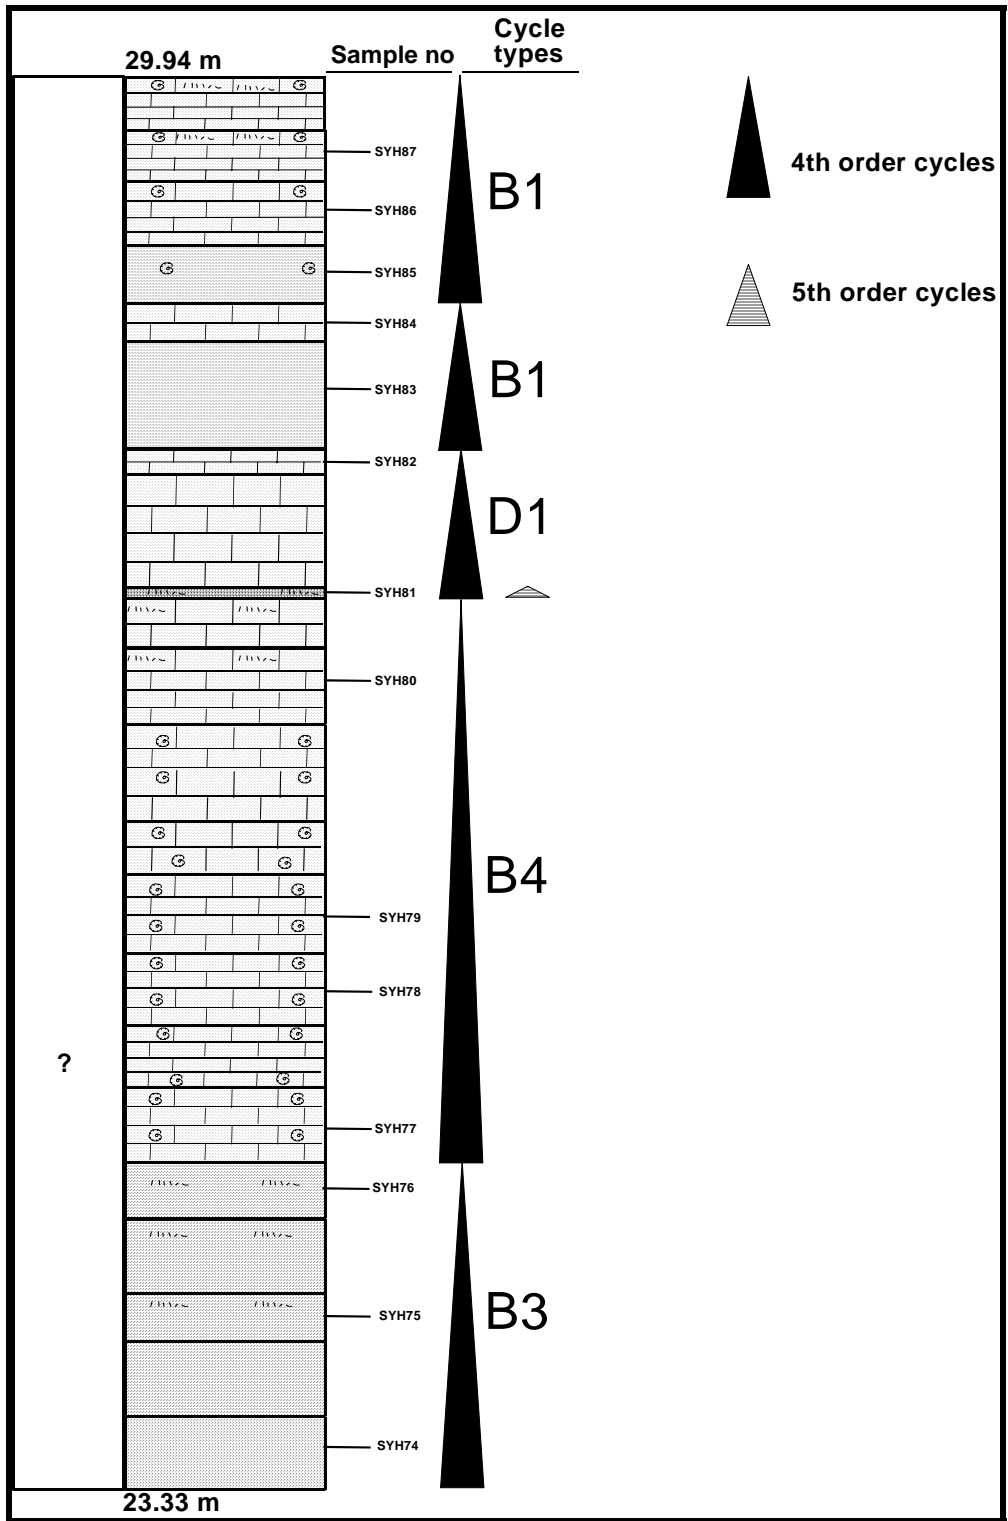 Cycle
types
Sample no
29.94 m
SYH87
4th order cycles
B1
SYH86
SYH85
5th order cycles
SYH84
B1
SYH83
SYH82
D1
SYH81
SYH80
B4
SYH79
SYH78
?
SYH77
SYH76
B3
SYH75
SYH74
23.33 m